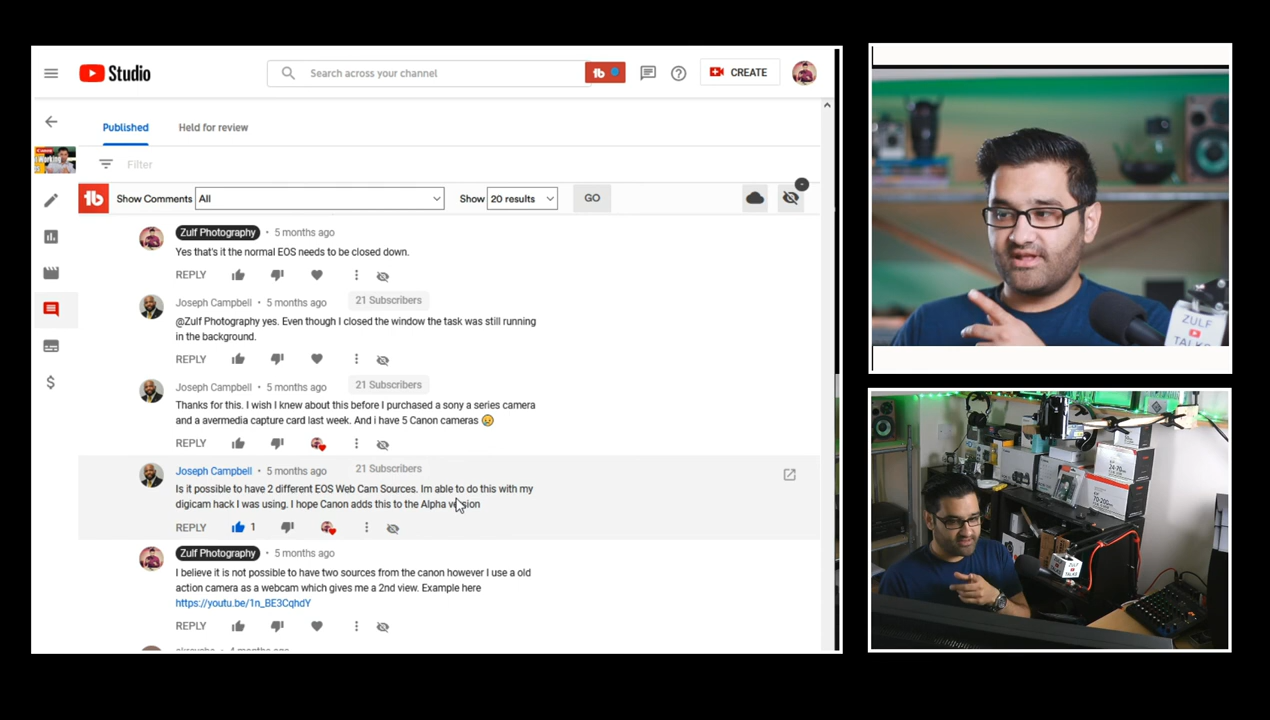 Studio
Search across your channel
CREATE
Published
Held for review
Filter
Show Comments All
Show 20 results
GO
Zulf Photography • 5 months ago
Yes that's it the normal EOS needs to be closed down.
REPLY
Joseph Campbell • 5 months ago 21 Subscribers
@Zulf Photography yes. Even though I closed the window the task was still running
in the background.
REPLY
Joseph Campbell • 5 months ago 21 Subscribers
Thanks for this. I wish I knew about this before I purchased a sony a series camera
and a avermedia capture card last week. And i have 5 Canon cameras
REPLY
Joseph Campbell • 5 months ago 21 Subscribers
Is it possible to have 2 different EOS Web Cam Sources. Im able to do this with my
digicam hack I was using. I hope Canon adds this to the Alpha version
REPLY 1
Zulf Photography • 5 months ago
I believe it is not possible to have two sources from the canon however I use a old
action camera as a webcam which gives me a 2nd view. Example here
https://youtu.be/1n_BE3CqhdY
REPLY
ZULF
TALKS
24-70
70-200